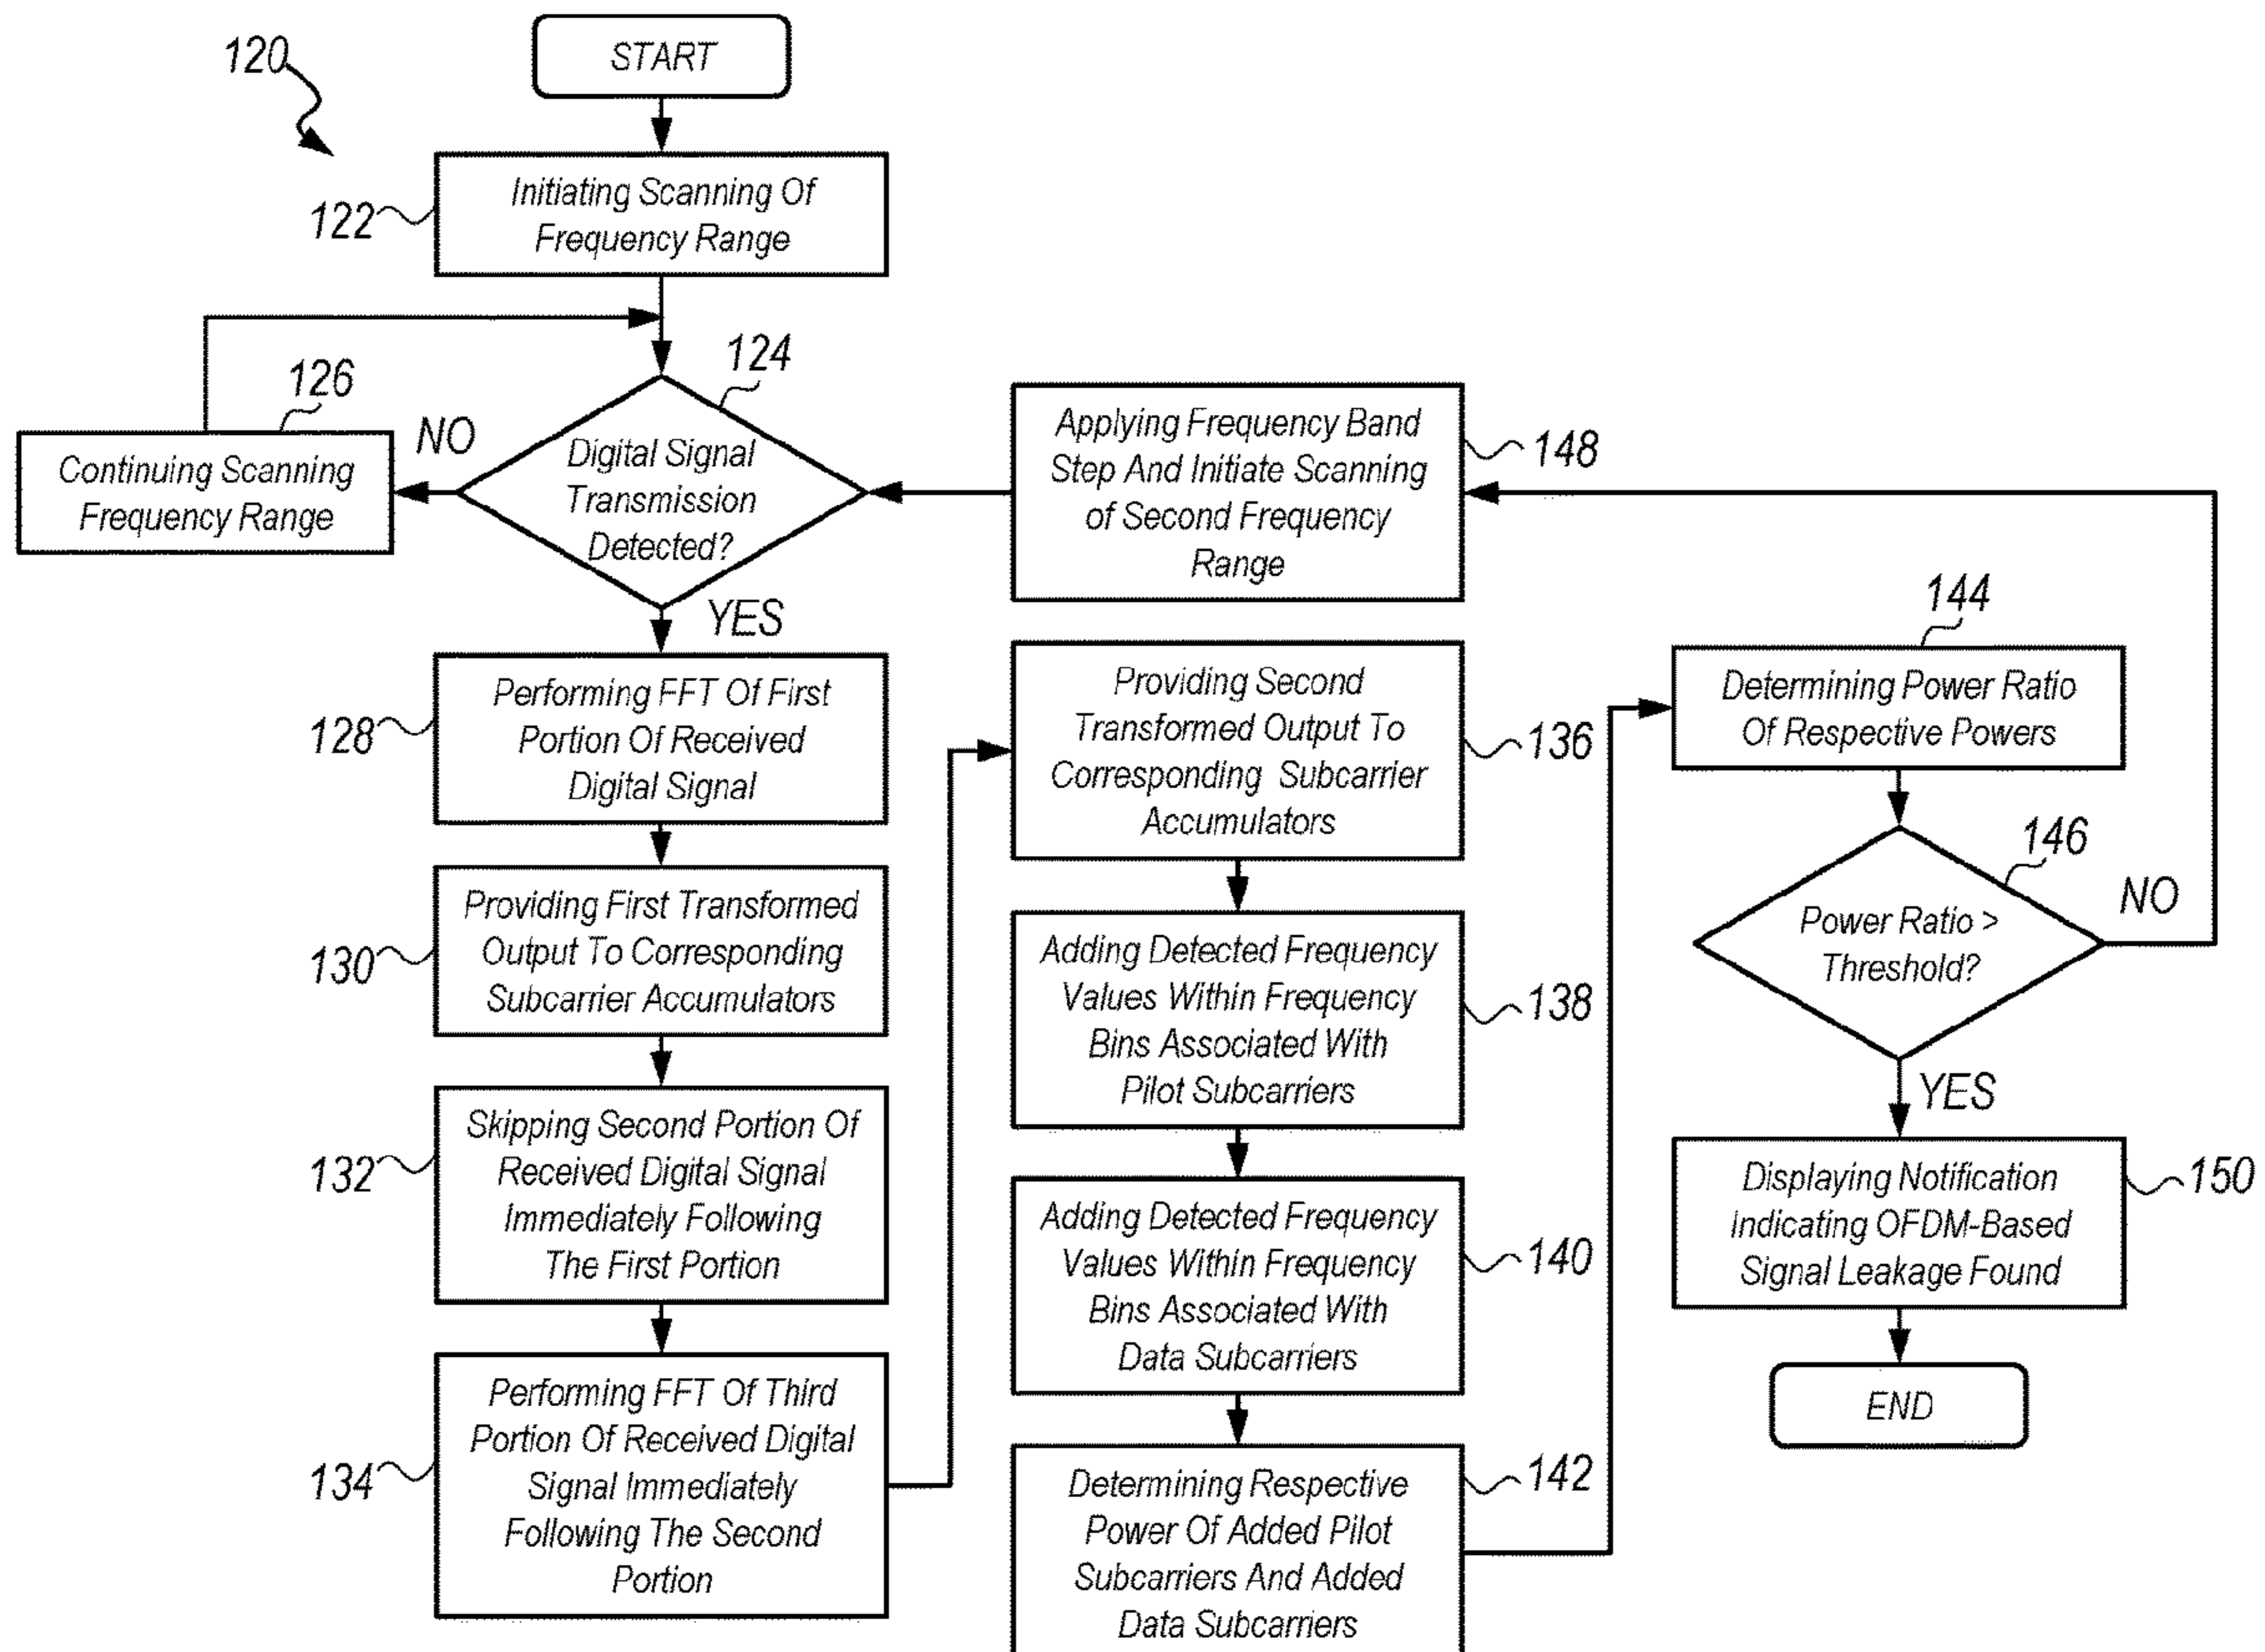 120
START
122
Initiating Scanning Of
Frequency Range
124
Digital Signal
Transmission
Detected?
NO
126
Continuing Scanning
Frequency Range
YES
128
Performing FFT Of First
Portion Of Received
Digital Signal
130
Providing First Transformed
Output To Corresponding
Subcarrier Accumulators
132
Skipping Second Portion Of
Received Digital Signal
Immediately Following
The First Portion
134
Performing FFT Of Third
Portion Of Received Digital
Signal Immediately
Following The Second
Portion
Applying Frequency Band
Step And Initiate Scanning
of Second Frequency
Range
148
Providing Second
Transformed Output To
Corresponding Subcarrier
Accumulators
136
Adding Detected Frequency
Values Within Frequency
Bins Associated With
Pilot Subcarriers
138
Adding Detected Frequency
Values Within Frequency
Bins Associated With
Data Subcarriers
140
Determining Respective
Power Of Added Pilot
Subcarriers And Added
Data Subcarriers
142
144
Determining Power Ratio
Of Respective Powers
146
Power Ratio >
Threshold?
NO
YES
Displaying Notification
Indicating OFDM-Based
Signal Leakage Found
150
END